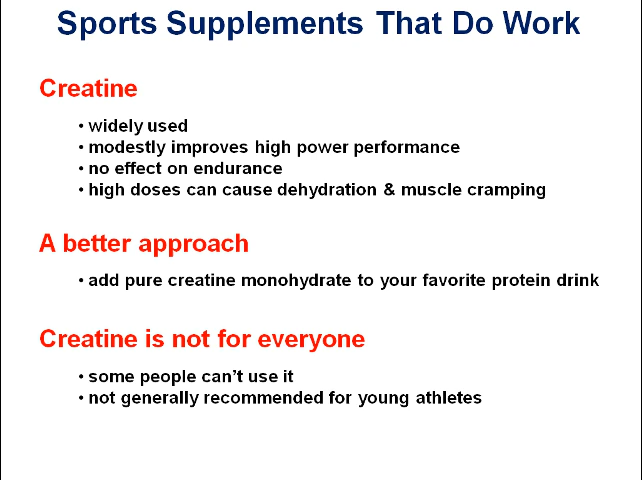 Sports Supplements That Do Work
Creatine
• widely used
• modestly improves high power performance
• no effect on endurance
• high doses can cause dehydration & muscle cramping
A better approach
• add pure creatine monohydrate to your favorite protein drink
Creatine is not for everyone
• some people can't use it
• not generally recommended for young athletes